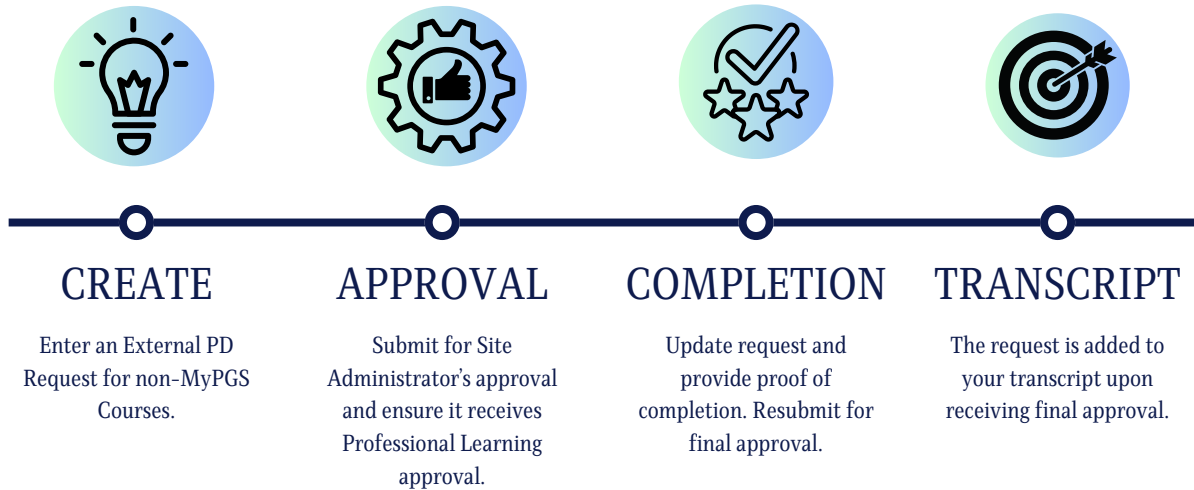 CREATE
Enter an External PD
Request for non-MyPGS
Courses.
APPROVAL
Submit for Site
Administrator's approval
and ensure it receives
Professional Learning
approval.
COMPLETION
Update request and
provide proof of
completion. Resubmit for
final approval.
TRANSCRIPT
The request is added to
your transcript upon
receiving final approval.